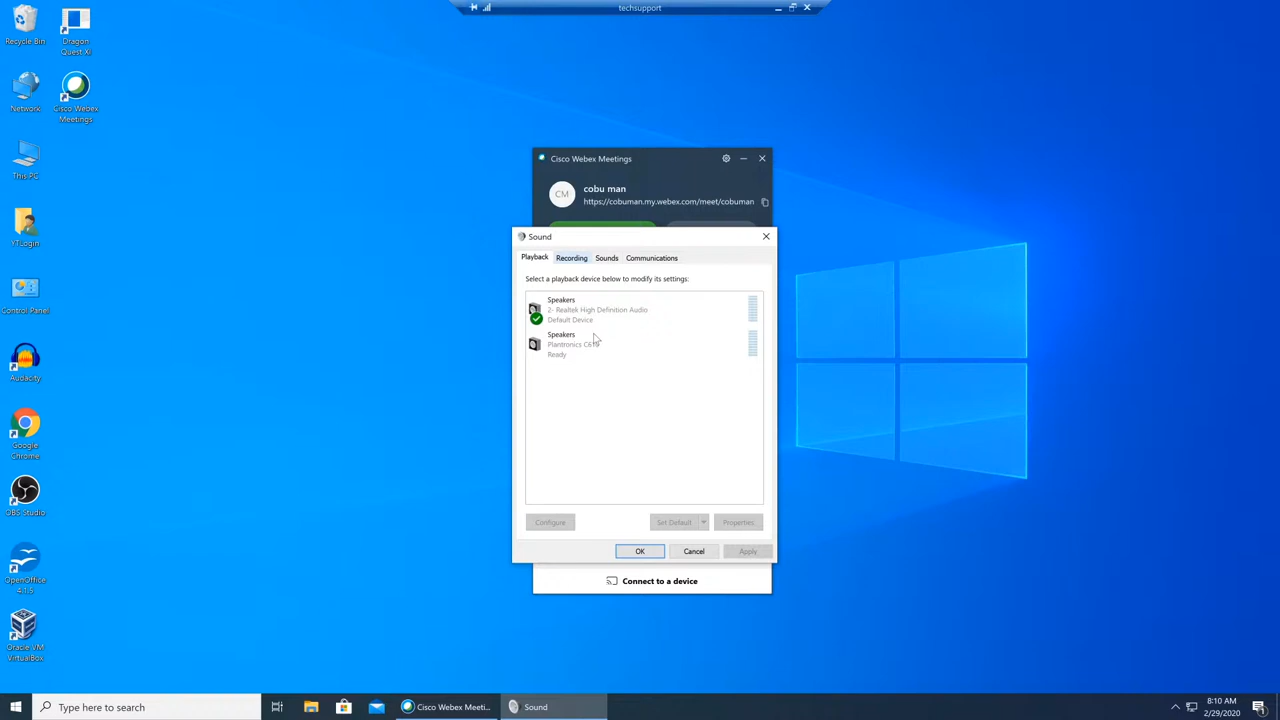 techsupport
Recycle Bin
Dragon
Quest XI
Network
Cisco Webex
Meetings
This PC
YTLogin
Control Panel
Audacity
Google
Chrome
OBS Studio
OpenOffice
4.1.5
Oracle VM
VirtualBox
Cisco Webex Meetings
CM
cobu man
https://cobuman.my.webex.com/meet/cobuman
Sound
Playback
Recording
Sounds
Communications
Select a playback device below to modify its settings:
Speakers
2- Realtek High Definition Audio
Default Device
Speakers
Plantronics
Ready
Configure
Set Default
Properties
OK
Cancel
Apply
Connect to a device
Type here to search
Cisco Webex Meeti...
Sound
8:10 AM
2/29/2020